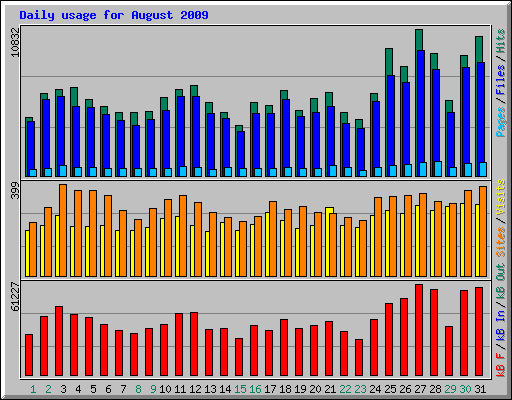 Daily usage for August 2009
10832
Pages / Files / Hits
399
Sites / Visits
61227
kB F / kB In / kB Out
1 2 3 4 5 6 7 8 9 10 11 12 13 14 15 16 17 18 19 20 21 22 23 24 25 26 27 28 29 30 31